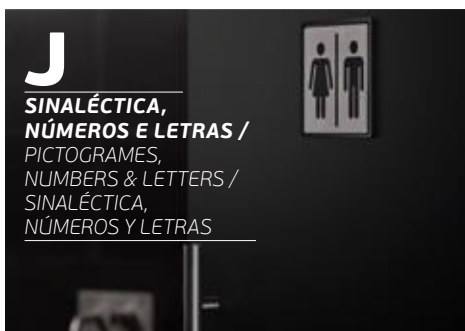 J
SINALÉCTICA,
NÚMEROS E LETRAS /
PICTOGRAMES,
NUMBERS & LETTERS /
SINALÉCTICA,
NÚMEROS Y LETRAS